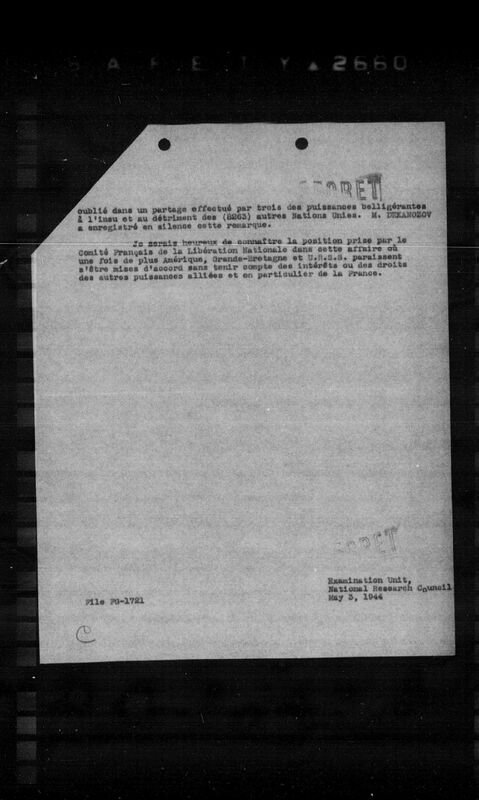 SAFETY ▲ 2660
SECRET
oublié dans un partage effectué par trois des puissances belligérantes
à l'insu et au détriment des (8263) autres Nations Unies. M. DEKANOZOV
a enregistré en silence cette remarque.
Je serais heureux de connaître la position prise par le
Comité Français de la Libération Nationale dans cette affaire où
une fois de plus Amérique, Grande-Bretagne et U.R.S.S. paraissent
s'être mises d'accord sans tenir compte des intérêts ou des droits
des autres puissances alliées et en particulier de la France.
SECRET
Examination Unit,
National Research Council
May 3, 1944
File FG-1721
C